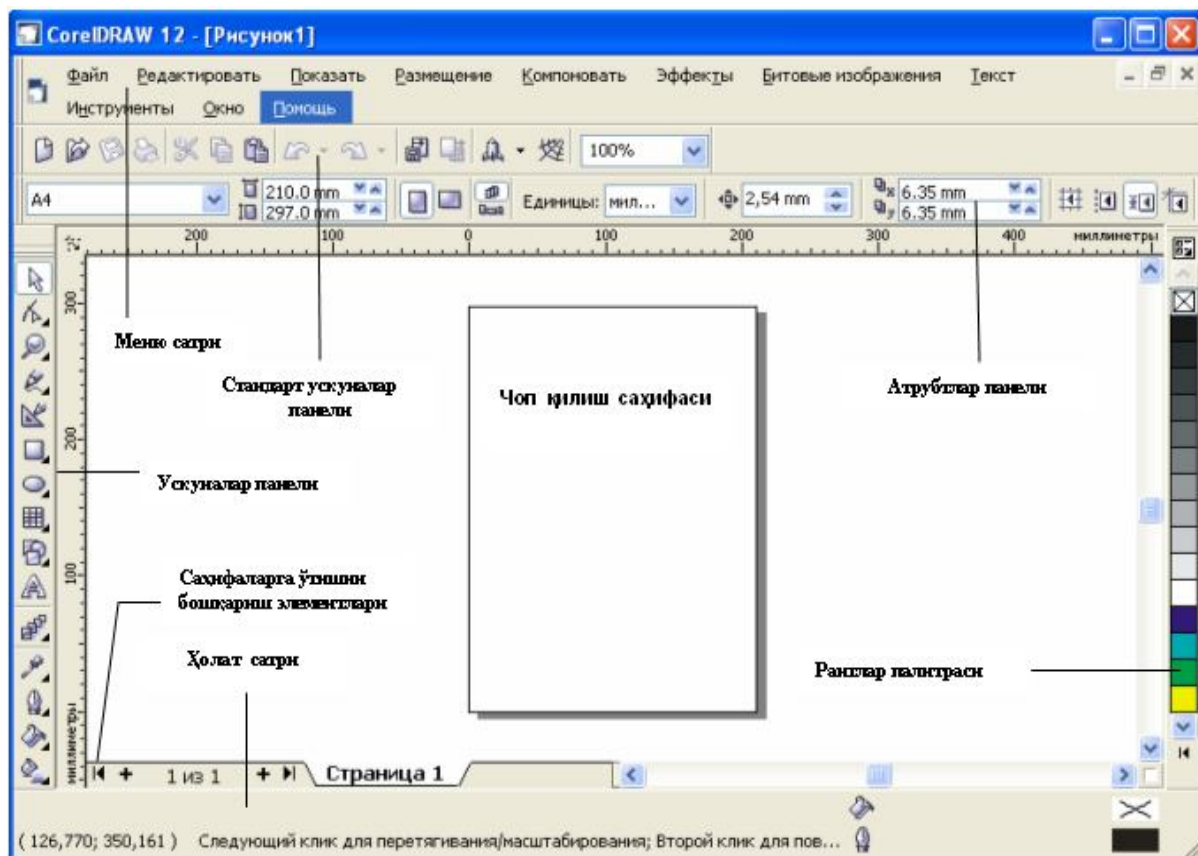 CorelDRAW 12 - [Рисунок1]
Файл Редактировать Показать Размещение Компоновать Эффекты Битовые изображения Текст
Инструменты Окно Помощь
100%
A4
210.0 mm
297.0 mm
Единицы: мил...
2,54 mm
x 6.35 mm
y 6.35 mm
200 100 0 100 200 300 400 миллиметры
300
200
100
миллиметры
Меню сатри
Стандарт ускуналар
панели
Чоп қилиш саҳифаси
Атрубтлар панели
Ускуналар панели
Саҳифаларга ўтишни
бошқариш элементлари
Ҳолат сатри
Ранглар палитраси
1 из 1
Страница 1
( 126,770; 350,161 ) Следующий клик для перетягивания/масштабирования; Второй клик для пов...